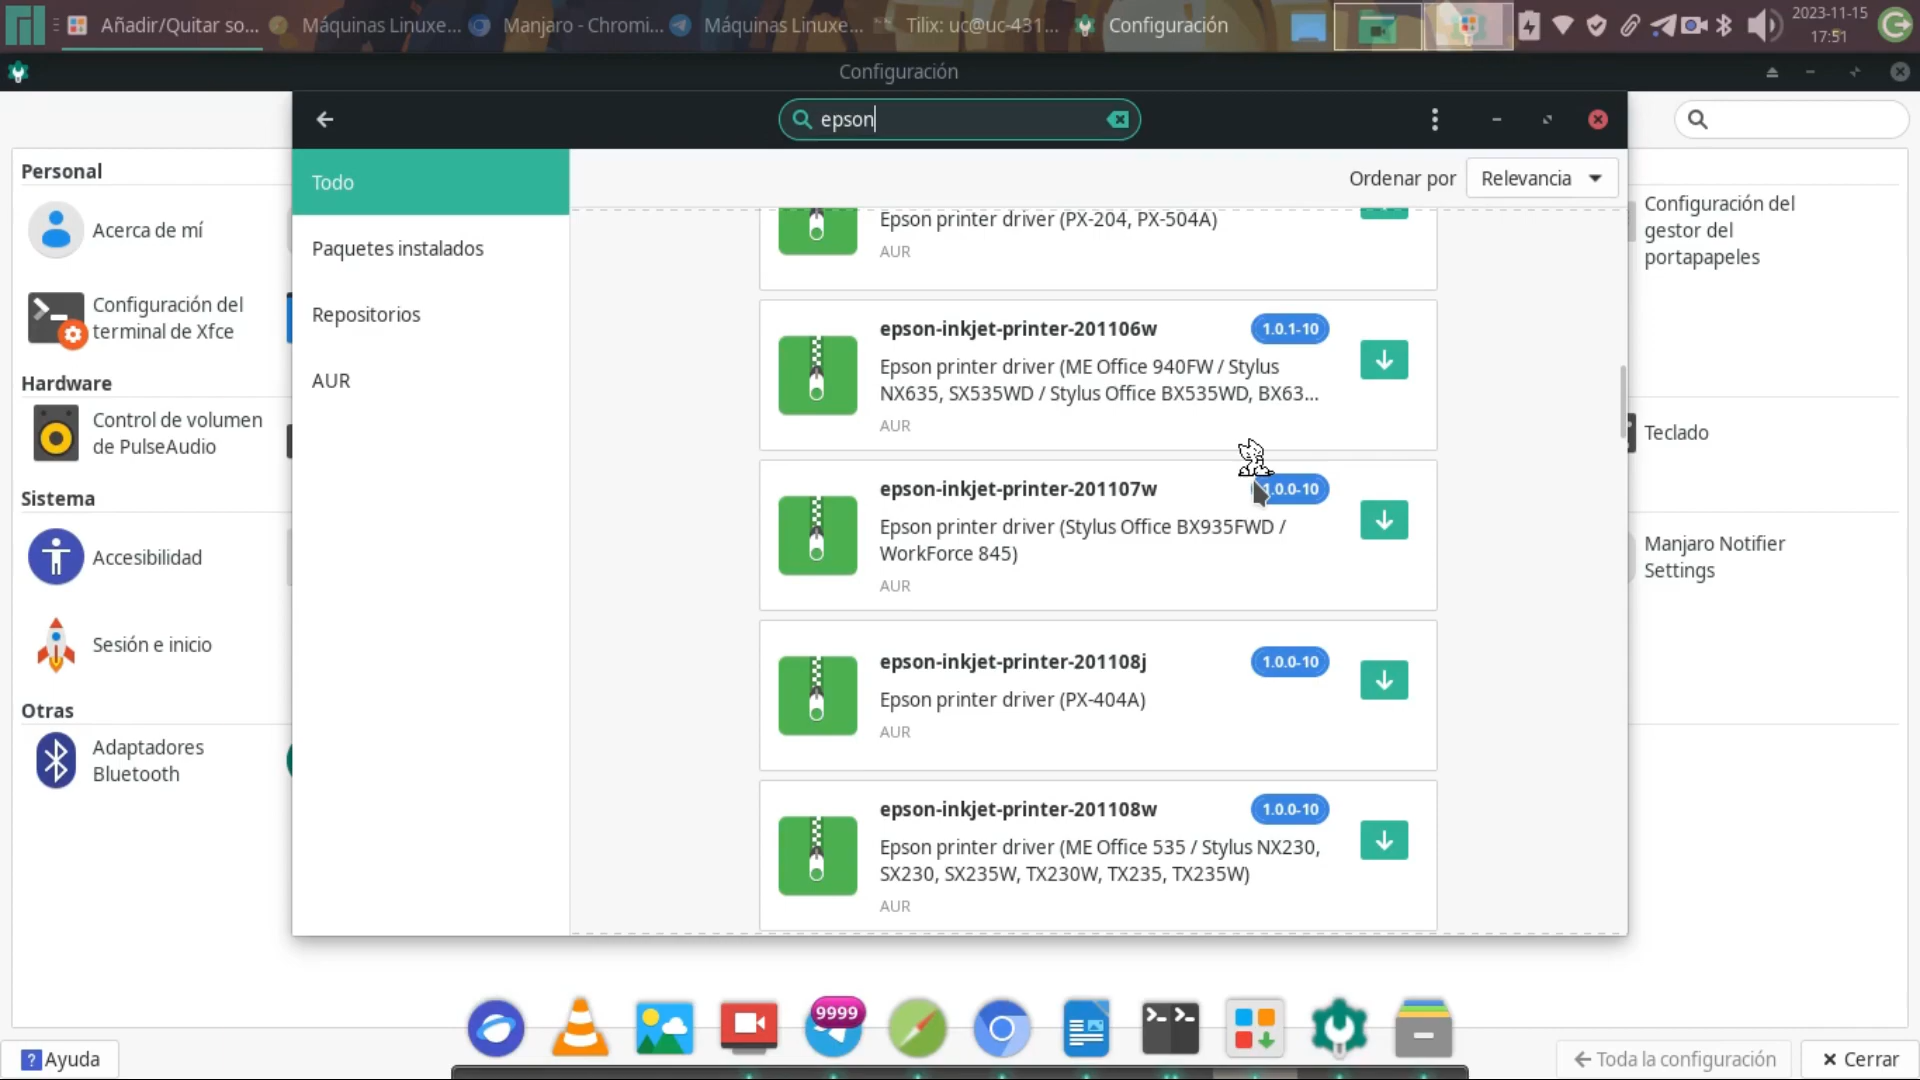 Añadir/Quitar so...
Máquinas Linuxe...
Manjaro - Chromi...
Máquinas Linuxe...
Tilix: uc@uc-431...
Configuración
2023-11-15
17:51
Configuración
epson
Todo
Paquetes instalados
Repositorios
AUR
Ordenar por
Relevancia
Epson printer driver (PX-204, PX-504A)
AUR
epson-inkjet-printer-201106w
1.0.1-10
Epson printer driver (ME Office 940FW / Stylus
NX635, SX535WD / Stylus Office BX535WD, BX63...
AUR
epson-inkjet-printer-201107w
1.0.0-10
Epson printer driver (Stylus Office BX935FWD /
WorkForce 845)
AUR
epson-inkjet-printer-201108j
1.0.0-10
Epson printer driver (PX-404A)
AUR
epson-inkjet-printer-201108w
1.0.0-10
Epson printer driver (ME Office 535 / Stylus NX230,
SX230, SX235W, TX230W, TX235, TX235W)
AUR
Personal
Acerca de mí
Configuración del
terminal de Xfce
Hardware
Control de volumen
de PulseAudio
Sistema
Accesibilidad
Sesión e inicio
Otras
Adaptadores
Bluetooth
Configuración del
gestor del
portapapeles
Teclado
Manjaro Notifier
Settings
9999
? Ayuda
Toda la configuración
Cerrar